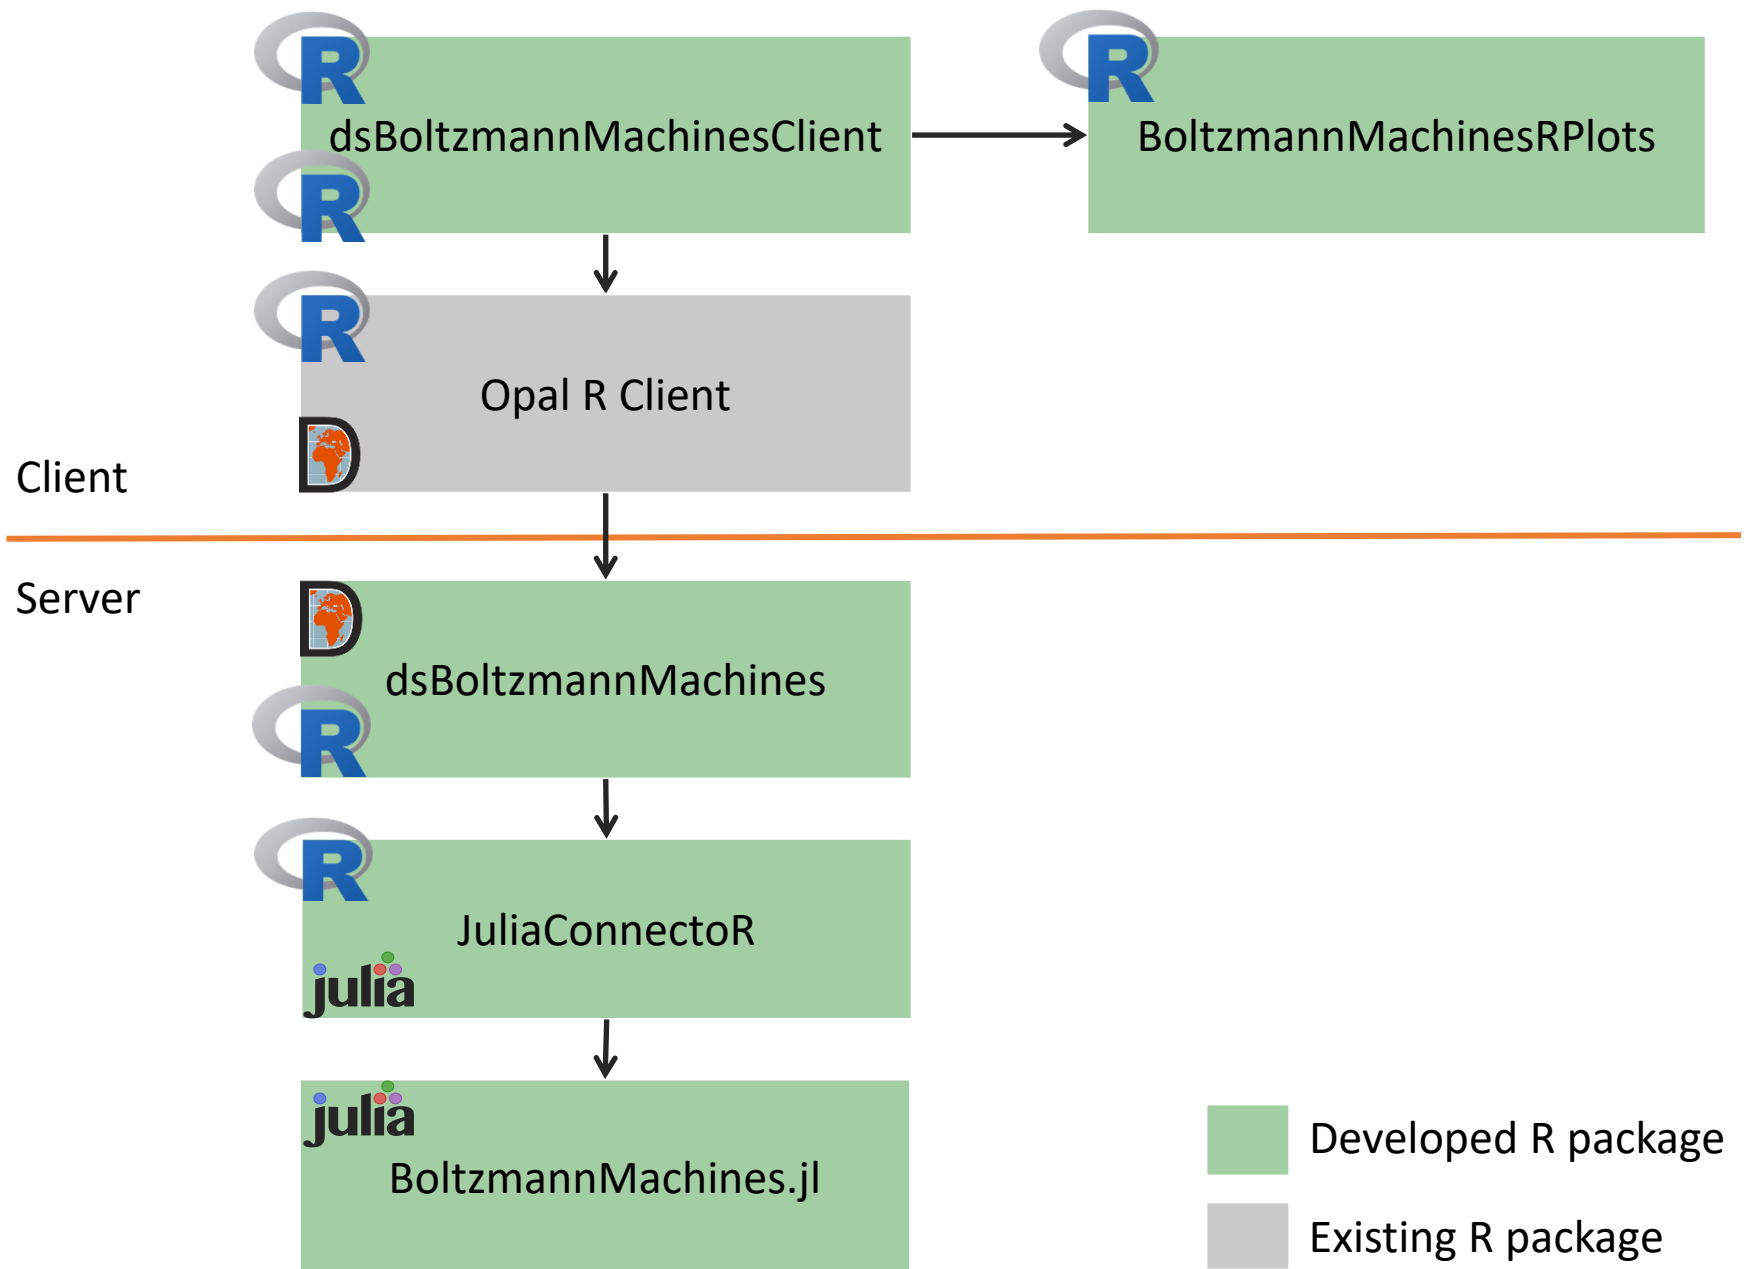 R
R
dsBoltzmannMachinesClient
BoltzmannMachinesRPlots
R
R
Opal R Client
D
Client
Server
D
dsBoltzmannMachines
R
R
JuliaConnectoR
julia
julia
BoltzmannMachines.jl
Developed R package
Existing R package